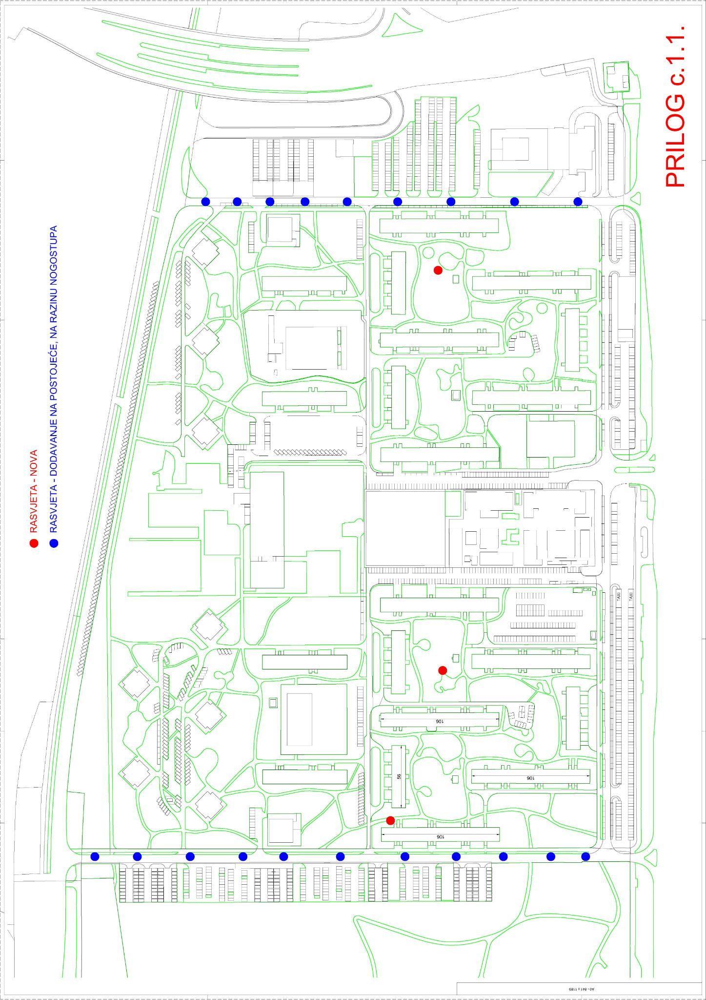 PRILOG c.1.1.
RASVJETA - NOVA
RASVJETA - DODAVANJE NA POSTOJEĆE, NA RAZINU NOGOSTUPA
TAXI
TAXI
106
56
106
106
A0 - 841 x 1189